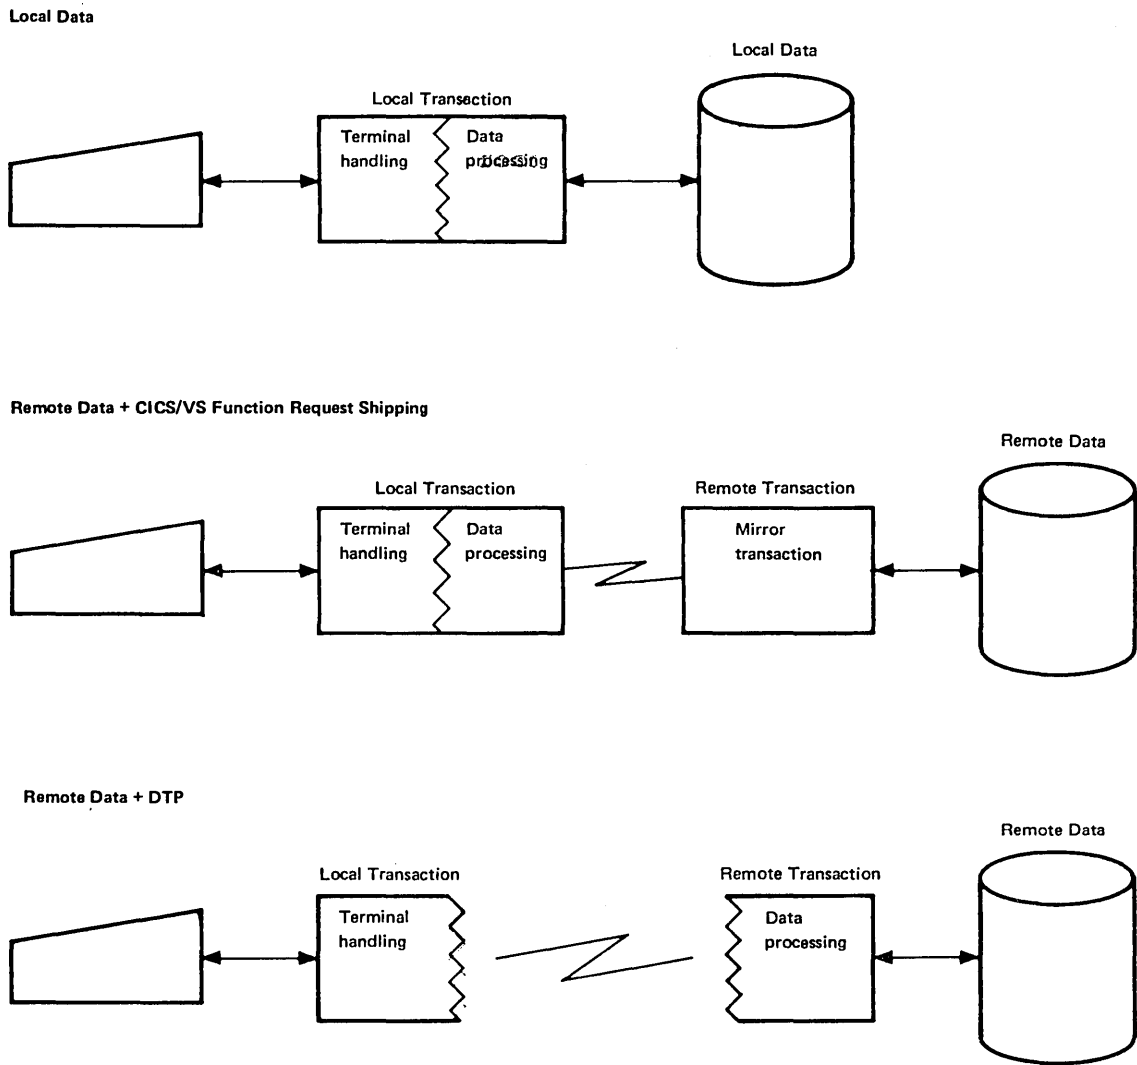 Local Data
Local Data
Local Transaction
Terminal
handling
Data
processing
Remote Data + CICS/VS Function Request Shipping
Remote Data
Local Transaction
Remote Transaction
Terminal
handling
Data
processing
Mirror
transaction
Remote Data + DTP
Remote Data
Local Transaction
Remote Transaction
Terminal
handling
Data
processing